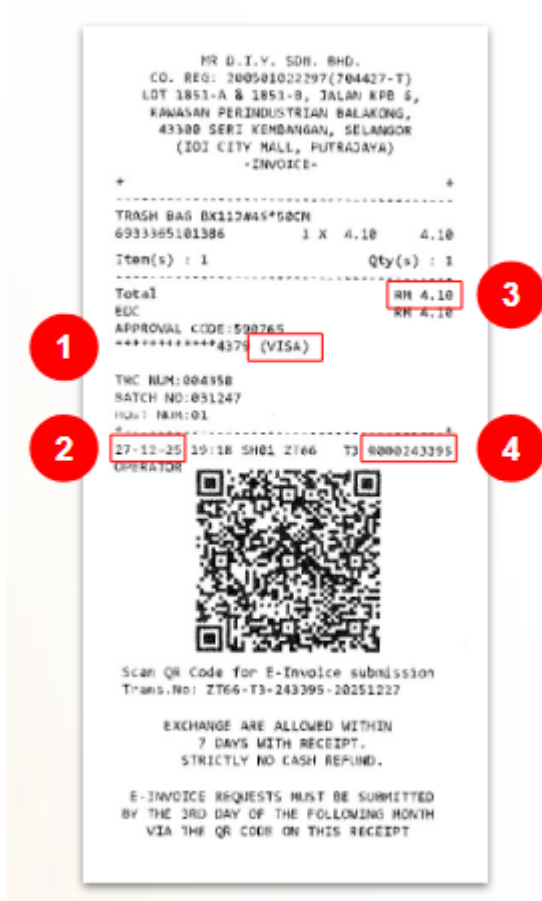 MR D.I.Y. SDN. BHD.
CO. REG: 200501022297(704427-T)
LOT 1851-A & 1851-B, JALAN KPB 6,
KAWASAN PERINDUSTRIAN BALAKONG,
43300 SERI KEMBANGAN, SELANGOR
(IOI CITY MALL, PUTRAJAYA)
-INVOICE-
+ +
TRASH BAG BX112#45*50CM
6933365101386 1 X 4.10 4.10
Item(s) : 1 Qty(s) : 1
Total RM 4.10 3
EDC RM 4.10
APPROVAL CODE:590765
1 ************4379 (VISA)
TRC NUM:004358
BATCH NO:031247
HOST NUM:01
+ +
2 27-12-25 19:18 SH01 ZT66 T3 9000243395 4
OPERATOR
Scan QR Code for E-Invoice submission
Trans.No: ZT66-T3-243395-20251227
EXCHANGE ARE ALLOWED WITHIN
7 DAYS WITH RECEIPT.
STRICTLY NO CASH REFUND.
E-INVOICE REQUESTS MUST BE SUBMITTED
BY THE 3RD DAY OF THE FOLLOWING MONTH
VIA THE QR CODE ON THIS RECEIPT